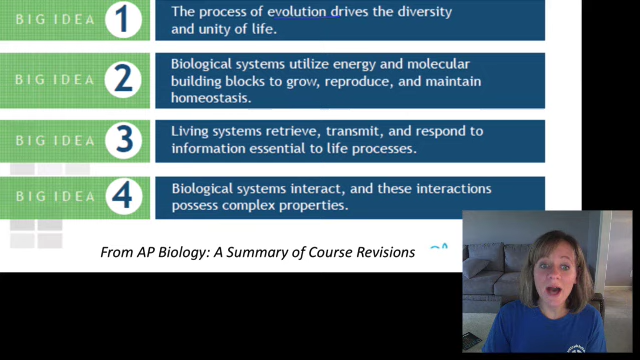 BIG IDEA 1
The process of evolution drives the diversity
and unity of life.
BIG IDEA 2
Biological systems utilize energy and molecular
building blocks to grow, reproduce, and maintain
homeostasis.
BIG IDEA 3
Living systems retrieve, transmit, and respond to
information essential to life processes.
BIG IDEA 4
Biological systems interact, and these interactions
possess complex properties.
From AP Biology: A Summary of Course Revisions